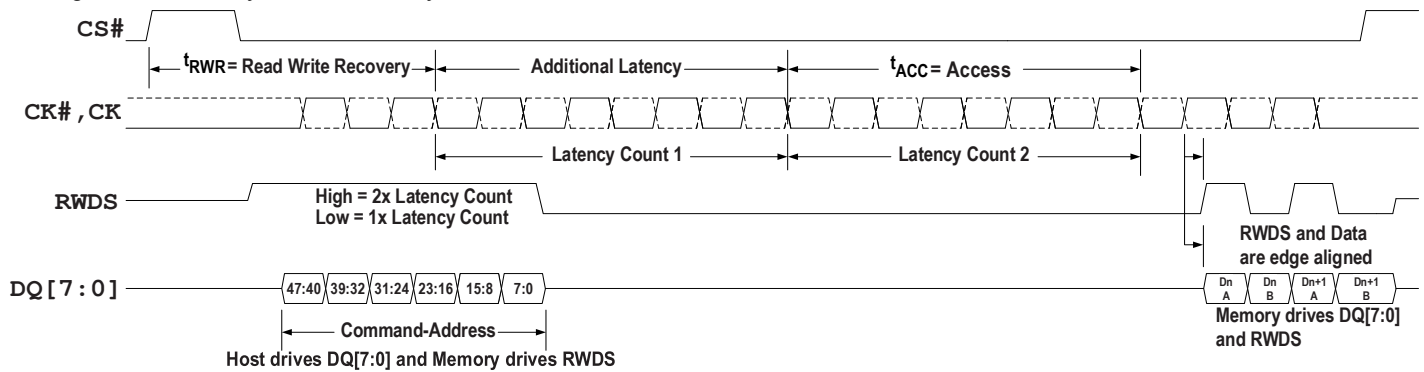 CS#
tRWR= Read Write Recovery
Additional Latency
tACC= Access
CK#,CK
Latency Count 1
Latency Count 2
RWDS
High = 2x Latency Count
Low = 1x Latency Count
RWDS and Data
are edge aligned
DQ[7:0]
47:40 39:32 31:24 23:16 15:8 7:0
Dn A Dn B Dn+1 A Dn+1 B
Command-Address
Memory drives DQ[7:0]
and RWDS
Host drives DQ[7:0] and Memory drives RWDS